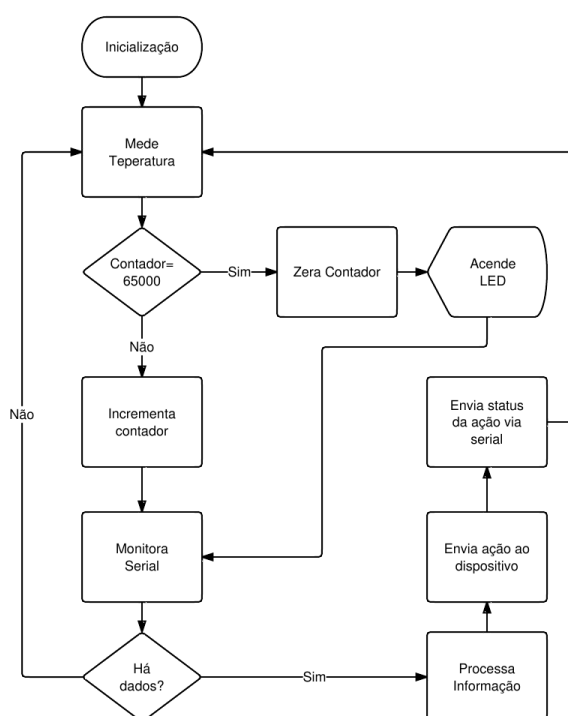 Inicialização
Mede
Teperatura
Contador=
65000
Sim
Zera Contador
Acende
LED
Não
Incrementa
contador
Envia status
da ação via
serial
Não
Monitora
Serial
Envia ação ao
dispositivo
Há
dados?
Sim
Processa
Informação